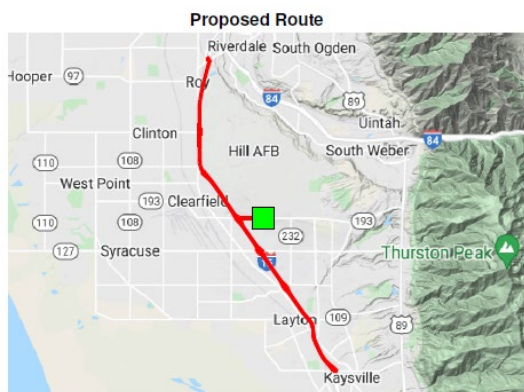 Proposed Route
Riverdale
South Ogden
Hooper
97
Roy
84
89
Uintah
Clinton
84
Hill AFB
South Weber
110
108
West Point
193
Clearfield
193
110
108
232
127
Syracuse
Thurston Peak
15
Layton
109
89
Kaysville